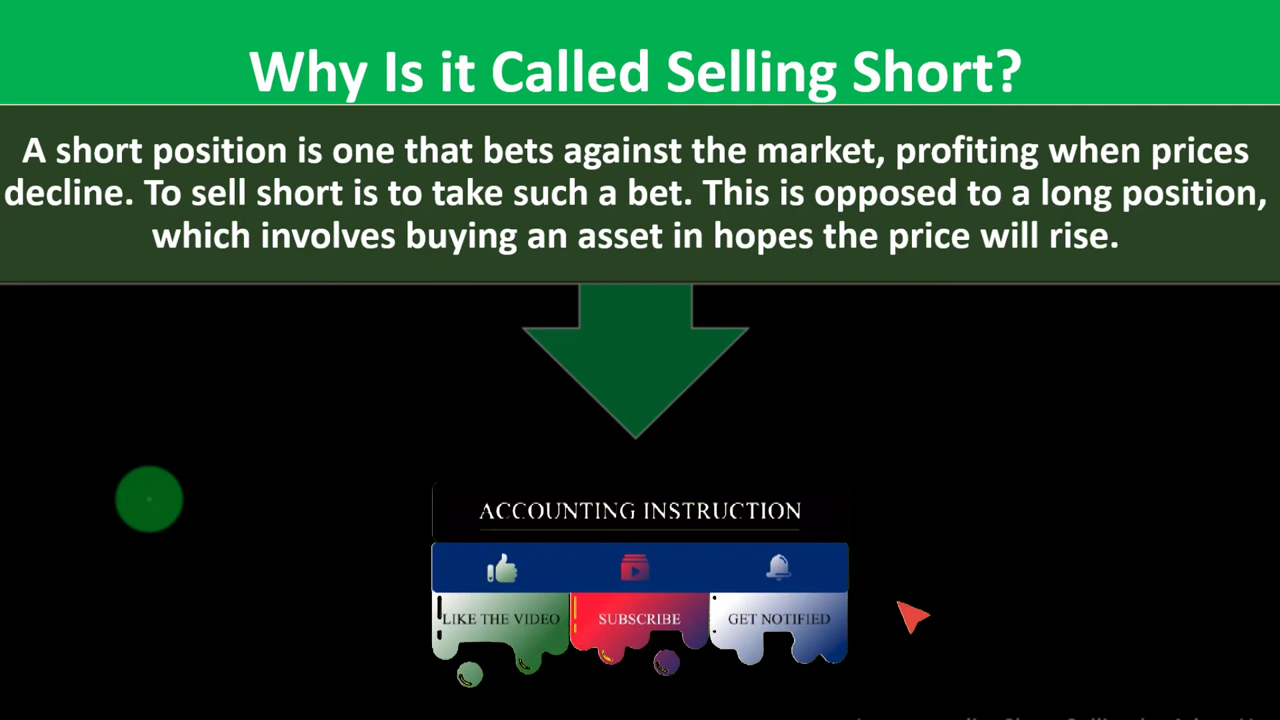 Why Is it Called Selling Short?
A short position is one that bets against the market, profiting when prices
decline. To sell short is to take such a bet. This is opposed to a long position,
which involves buying an asset in hopes the price will rise.
ACCOUNTING INSTRUCTION
LIKE THE VIDEO SUBSCRIBE GET NOTIFIED